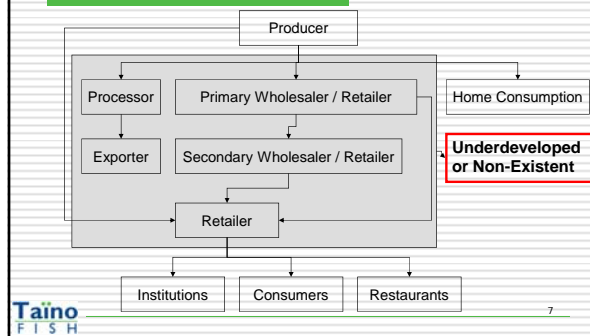 Producer
Processor
Primary Wholesaler / Retailer
Home Consumption
Exporter
Secondary Wholesaler / Retailer
Underdeveloped
or Non-Existent
Retailer
Institutions
Consumers
Restaurants
Taïno
FISH
7